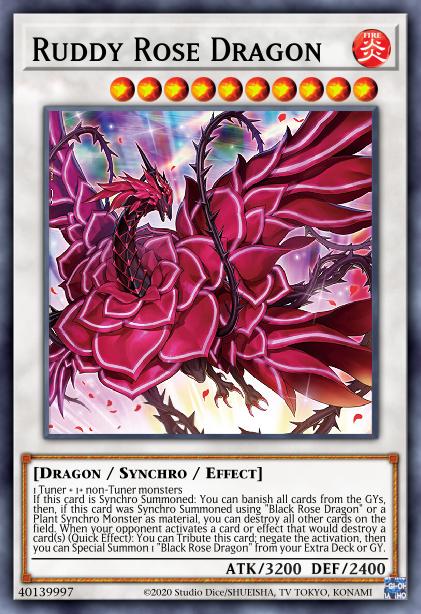 RUDDY ROSE DRAGON
FIRE
炎
[DRAGON / SYNCHRO / EFFECT]
1 Tuner + 1+ non-Tuner monsters
If this card is Synchro Summoned: You can banish all cards from the GYs,
then, if this card was Synchro Summoned using "Black Rose Dragon" or a
Plant Synchro Monster as material, you can destroy all other cards on the
field. When your opponent activates a card or effect that would destroy a
card(s) (Quick Effect): You can Tribute this card; negate the activation, then
you can Special Summon 1 "Black Rose Dragon" from your Extra Deck or GY.
ATK/3200 DEF/2400
40139997
©2020 Studio Dice/SHUEISHA, TV TOKYO, KONAMI